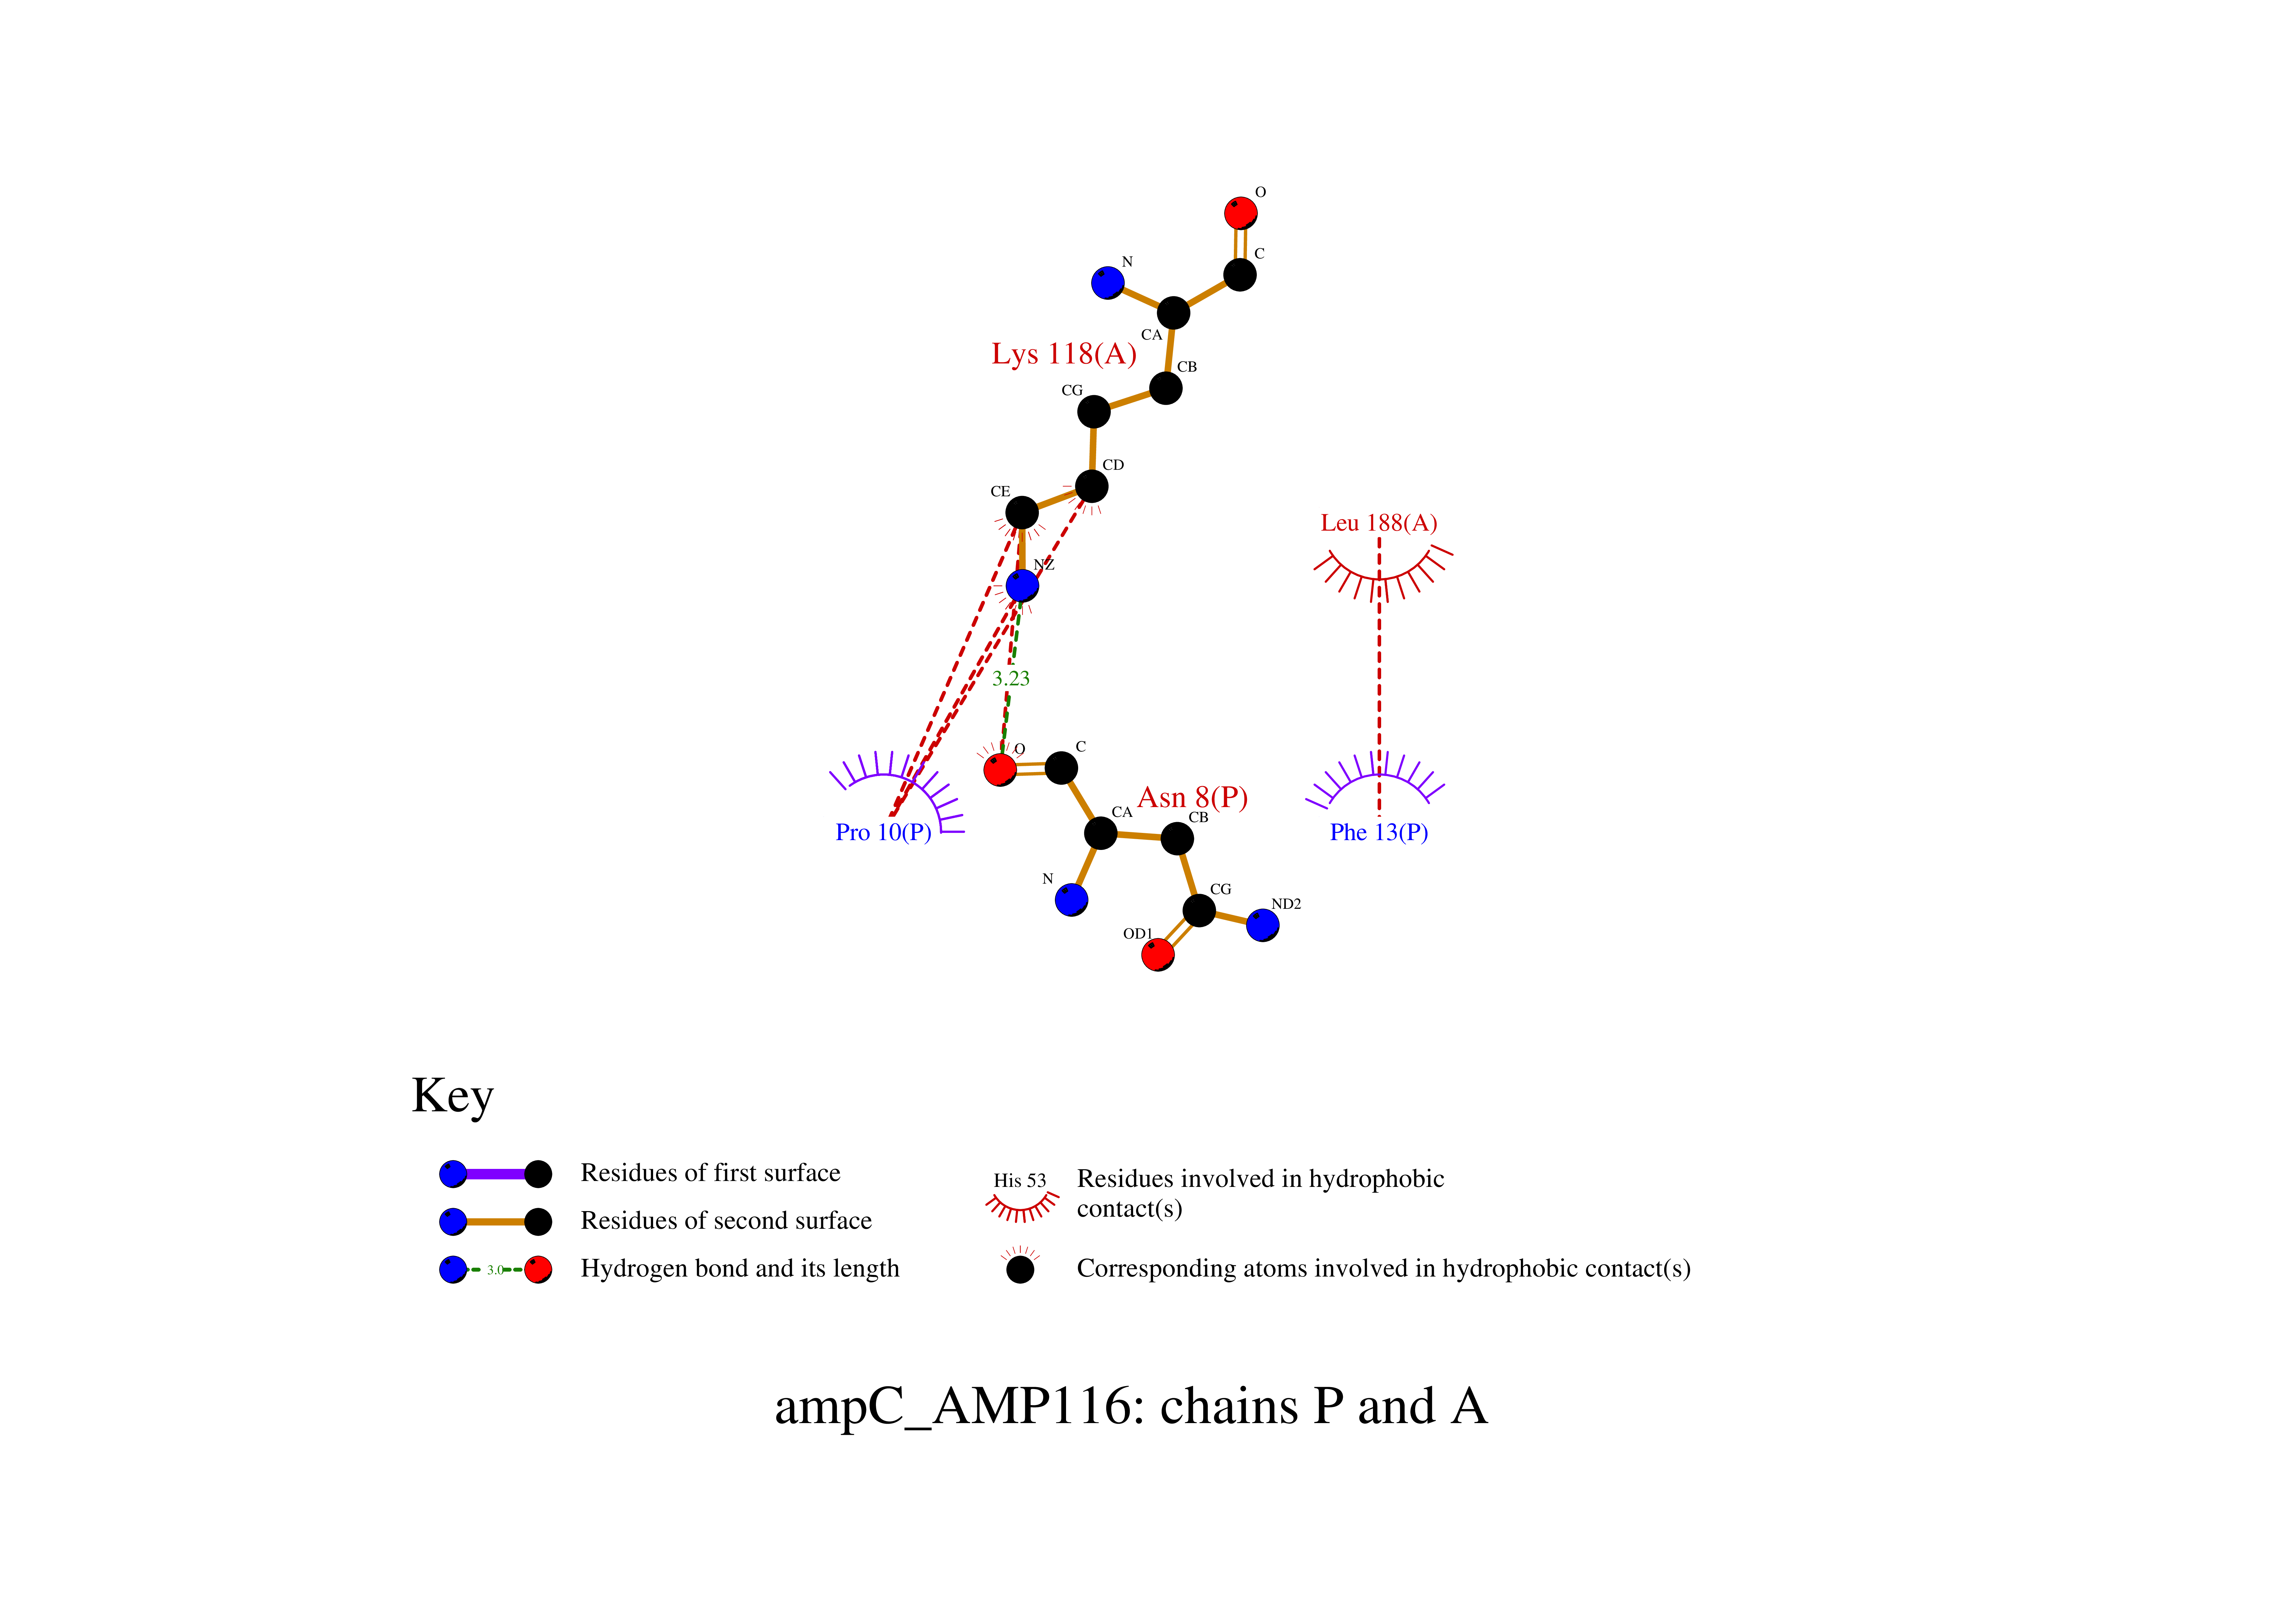 O
C
N
CA
Lys 118(A)
CB
CG
CD
CE
Leu 188(A)
NZ
3.23
O
C
Asn 8(P)
CA
CB
Pro 10(P)
Phe 13(P)
N
CG
ND2
OD1
Key
Residues of first surface
Residues of second surface
3.0
Hydrogen bond and its length
His 53
Residues involved in hydrophobic
contact(s)
Corresponding atoms involved in hydrophobic contact(s)
ampC_AMP116: chains P and A